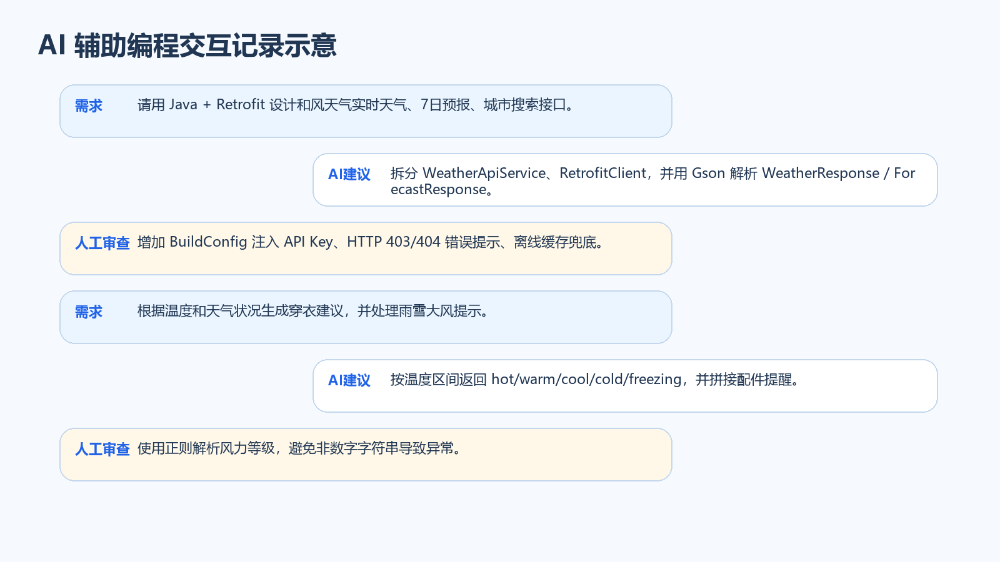 AI 辅助编程交互记录示意
需求 请用 Java + Retrofit 设计和风天气实时天气、7日预报、城市搜索接口。
AI建议 拆分 WeatherApiService、RetrofitClient，并用 Gson 解析 WeatherResponse / For
ecastResponse。
人工审查 增加 BuildConfig 注入 API Key、HTTP 403/404 错误提示、离线缓存兜底。
需求 根据温度和天气状况生成穿衣建议，并处理雨雪大风提示。
AI建议 按温度区间返回 hot/warm/cool/cold/freezing，并拼接配件提醒。
人工审查 使用正则解析风力等级，避免非数字字符串导致异常。